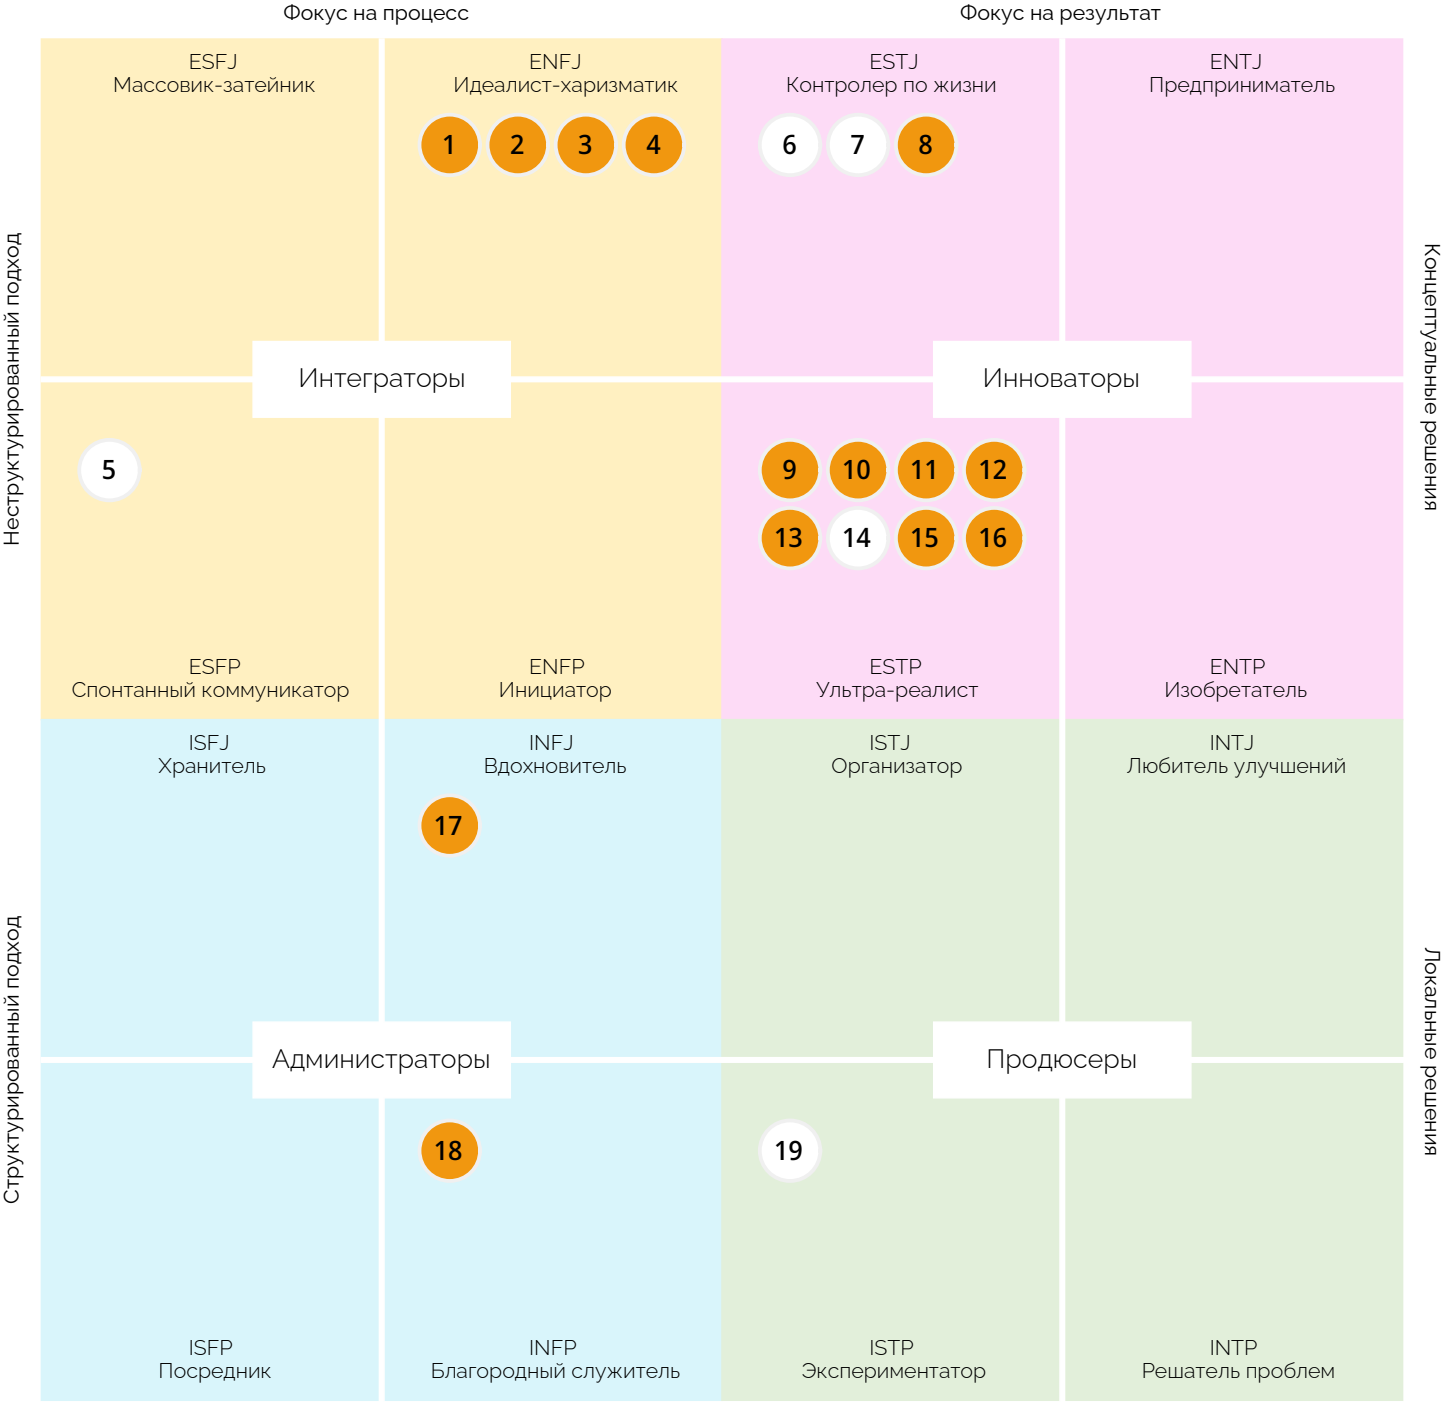 Фокус на процесс
Фокус на результат
ESFJ
Массовик-затейник
ENFJ
Идеалист-харизматик
ESTJ
Контролер по жизни
ENTJ
Предприниматель
1 2 3 4
6 7 8
Неструктурированный подход
Концептуальные решения
Интеграторы
Инноваторы
5
9 10 11 12
13 14 15 16
ESFP
Спонтанный коммуникатор
ENFP
Инициатор
ESTP
Ультра-реалист
ENTP
Изобретатель
ISFJ
Хранитель
INFJ
Вдохновитель
ISTJ
Организатор
INTJ
Любитель улучшений
17
Структурированный подход
Локальные решения
Администраторы
Продюсеры
18
19
ISFP
Посредник
INFP
Благородный служитель
ISTP
Экспериментатор
INTP
Решатель проблем